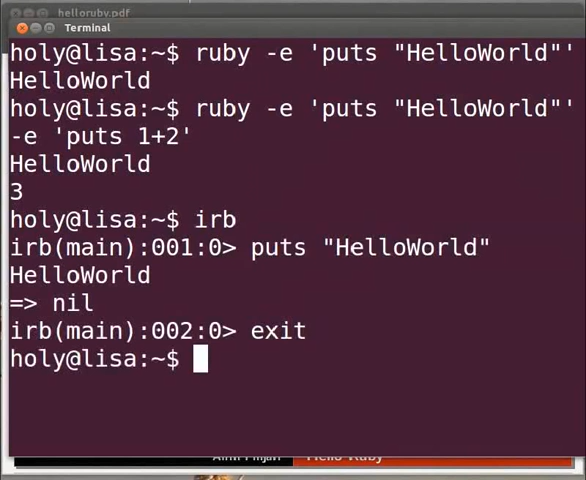 helloruby.pdf
Terminal
holy@lisa:~$ ruby -e 'puts "HelloWorld"'
HelloWorld
holy@lisa:~$ ruby -e 'puts "HelloWorld"'
-e 'puts 1+2'
HelloWorld
3
holy@lisa:~$ irb
irb(main):001:0> puts "HelloWorld"
HelloWorld
=> nil
irb(main):002:0> exit
holy@lisa:~$
Hello Ruby